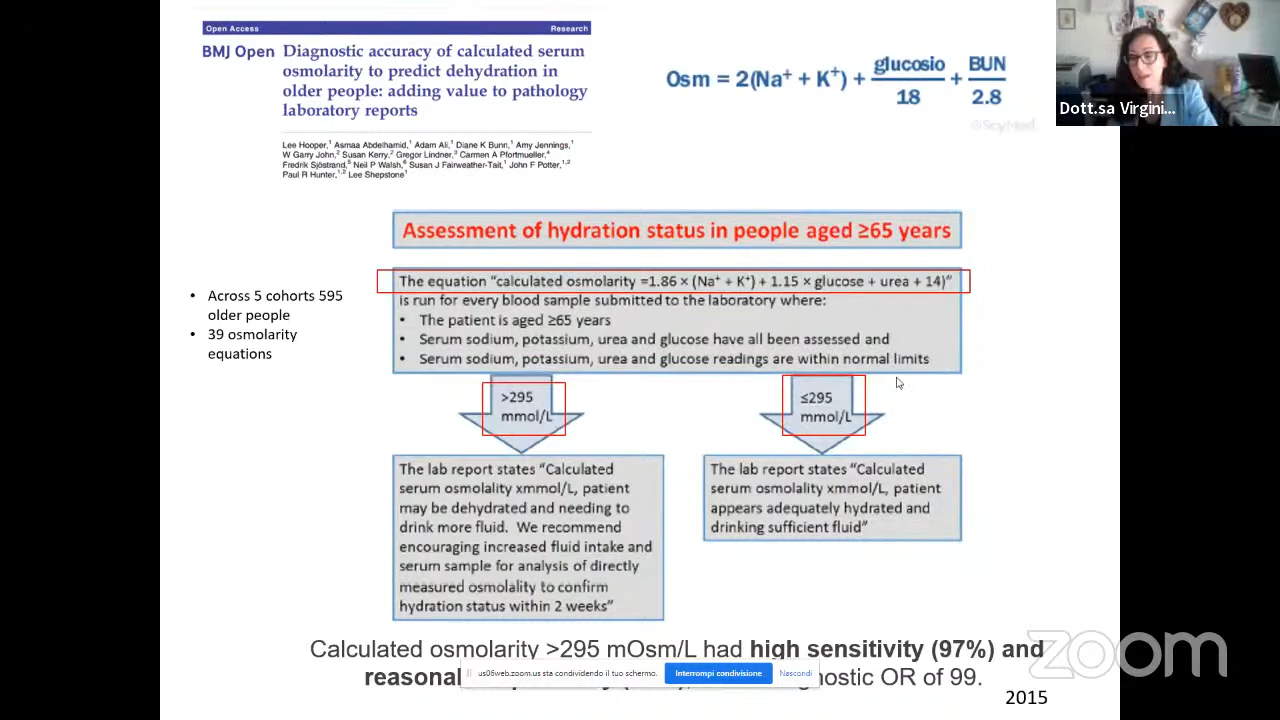 Open Access
Research
BMJ Open
Diagnostic accuracy of calculated serum
osmolarity to predict dehydration in
older people: adding value to pathology
laboratory reports
Lee Hooper,¹ Asmaa Abdelhamid,¹ Adam Ali,¹ Diane K Bunn,¹ Amy Jennings,¹
W Garry John,² Susan Kerry,² Gregor Lindner,³ Carmen A Pfortmueller,⁴
Fredrik Sjöstrand,⁵ Neil P Walsh,⁶ Susan J Fairweather-Tait,¹ John F Potter,¹,²
Paul R Hunter,¹,² Lee Shepstone¹
Osm = 2(Na⁺ + K⁺) + glucosio/18 + BUN/2.8
Dott.sa Virgini...
Assessment of hydration status in people aged ≥65 years
The equation “calculated osmolarity =1.86 × (Na⁺ + K⁺) + 1.15 × glucose + urea + 14)”
is run for every blood sample submitted to the laboratory where:
• The patient is aged ≥65 years
• Serum sodium, potassium, urea and glucose have all been assessed and
• Serum sodium, potassium, urea and glucose readings are within normal limits
• Across 5 cohorts 595
older people
• 39 osmolarity
equations
>295
mmol/L
≤295
mmol/L
The lab report states “Calculated
serum osmolality xmmol/L, patient
may be dehydrated and needing to
drink more fluid. We recommend
encouraging increased fluid intake and
serum sample for analysis of directly
measured osmolality to confirm
hydration status within 2 weeks”
The lab report states “Calculated
serum osmolality xmmol/L, patient
appears adequately hydrated and
drinking sufficient fluid”
Calculated osmolarity >295 mOsm/L had high sensitivity (97%) and
OR of 99.
us06web.zoom.us sta condividendo il tuo schermo.
Interrompi condivisione
Nascondi
zoom
2015